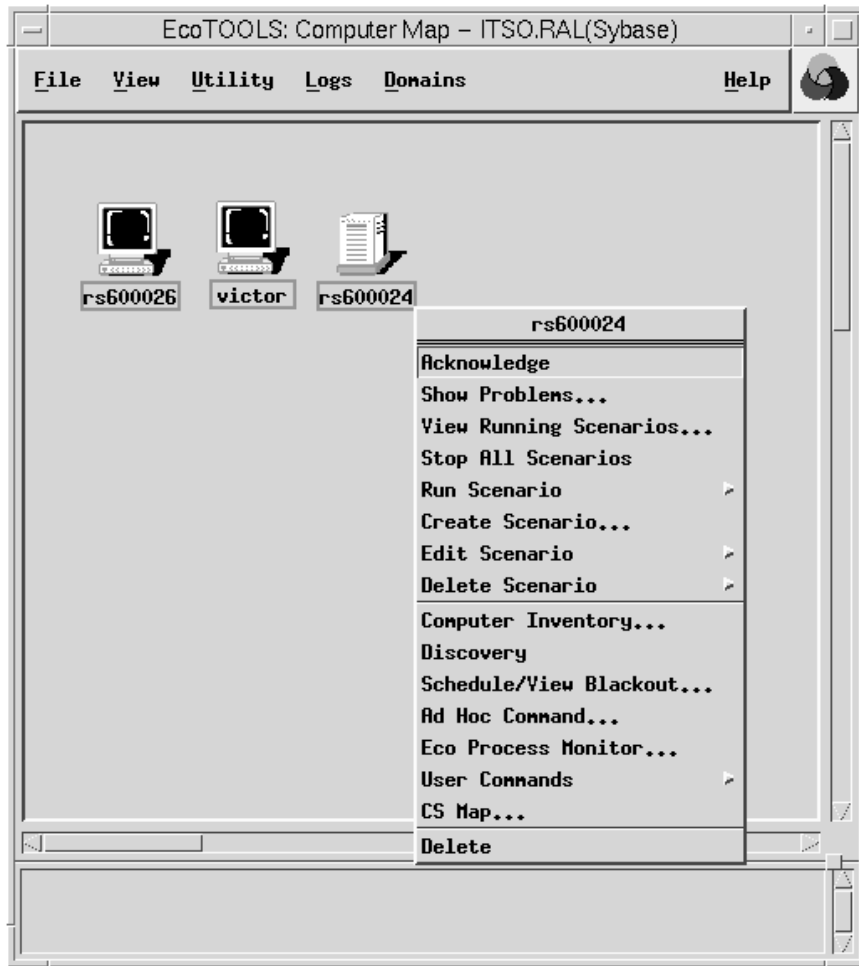 EcoTOOLS: Computer Map – ITSO.RAL(Sybase)
File View Utility Logs Domains Help
rs600026 victor rs600024
rs600024
Acknowledge
Show Problems...
View Running Scenarios...
Stop All Scenarios
Run Scenario
Create Scenario...
Edit Scenario
Delete Scenario
Computer Inventory...
Discovery
Schedule/View Blackout...
Ad Hoc Command...
Eco Process Monitor...
User Commands
CS Map...
Delete